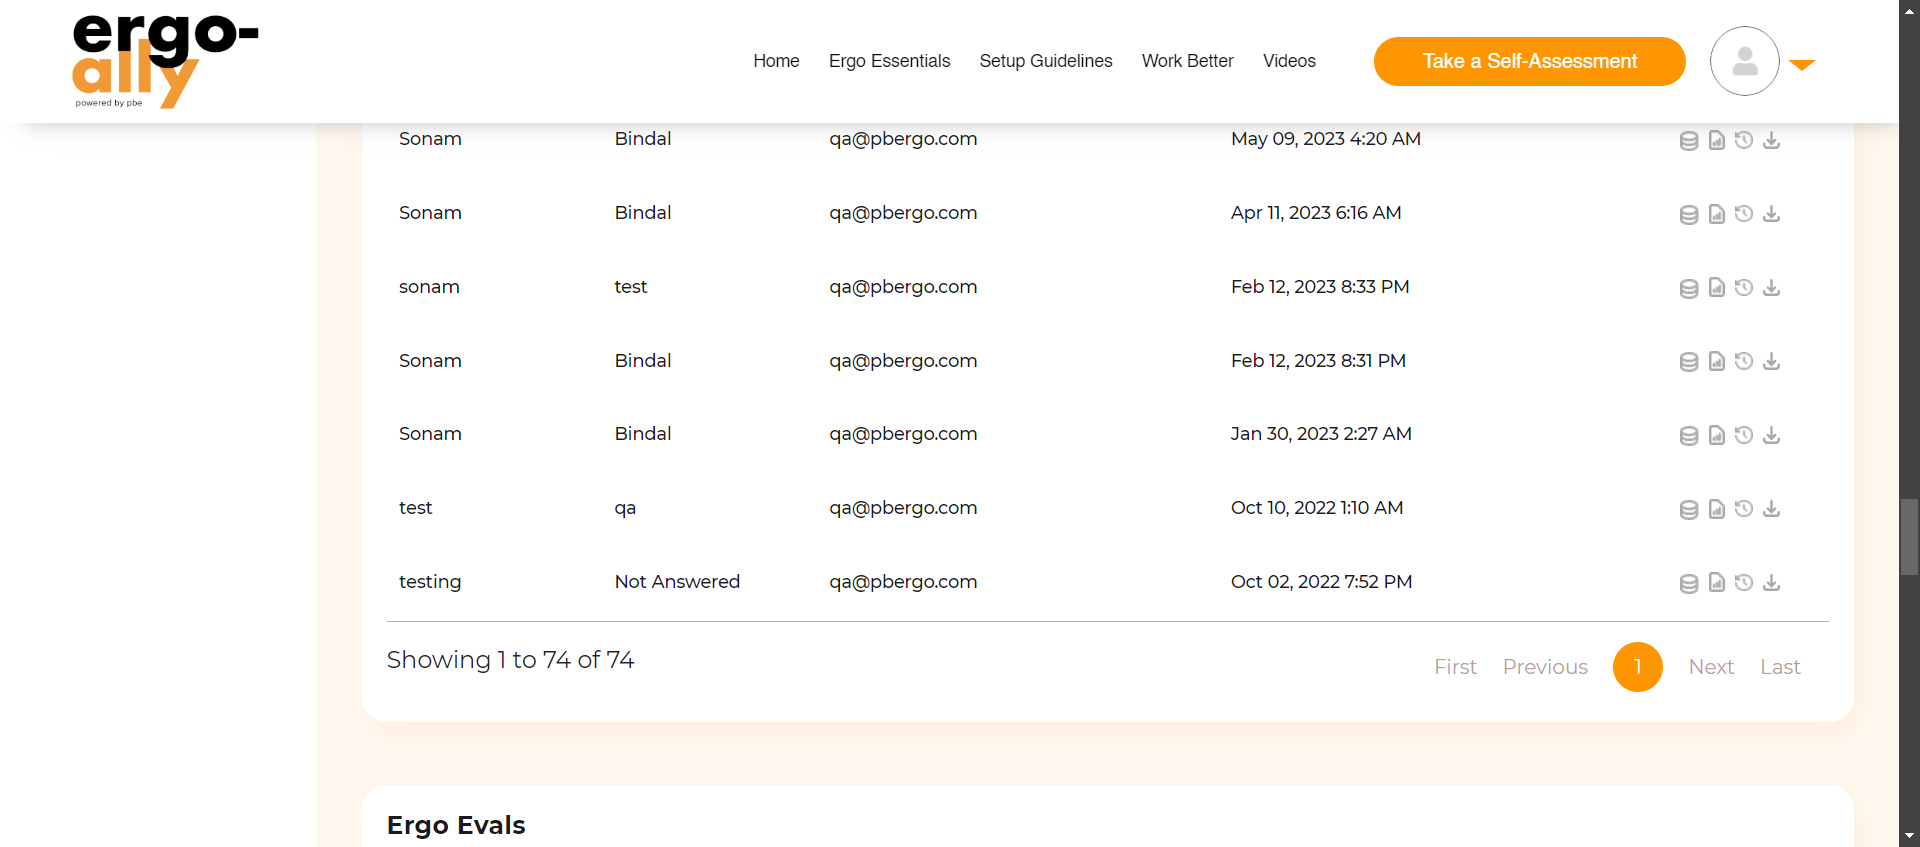 ergo-
ally
powered by pbe
Home Ergo Essentials Setup Guidelines Work Better Videos Take a Self-Assessment
Sonam Bindal qa@pbergo.com May 09, 2023 4:20 AM
Sonam Bindal qa@pbergo.com Apr 11, 2023 6:16 AM
sonam test qa@pbergo.com Feb 12, 2023 8:33 PM
Sonam Bindal qa@pbergo.com Feb 12, 2023 8:31 PM
Sonam Bindal qa@pbergo.com Jan 30, 2023 2:27 AM
test qa qa@pbergo.com Oct 10, 2022 1:10 AM
testing Not Answered qa@pbergo.com Oct 02, 2022 7:52 PM
Showing 1 to 74 of 74
First Previous 1 Next Last
Ergo Evals